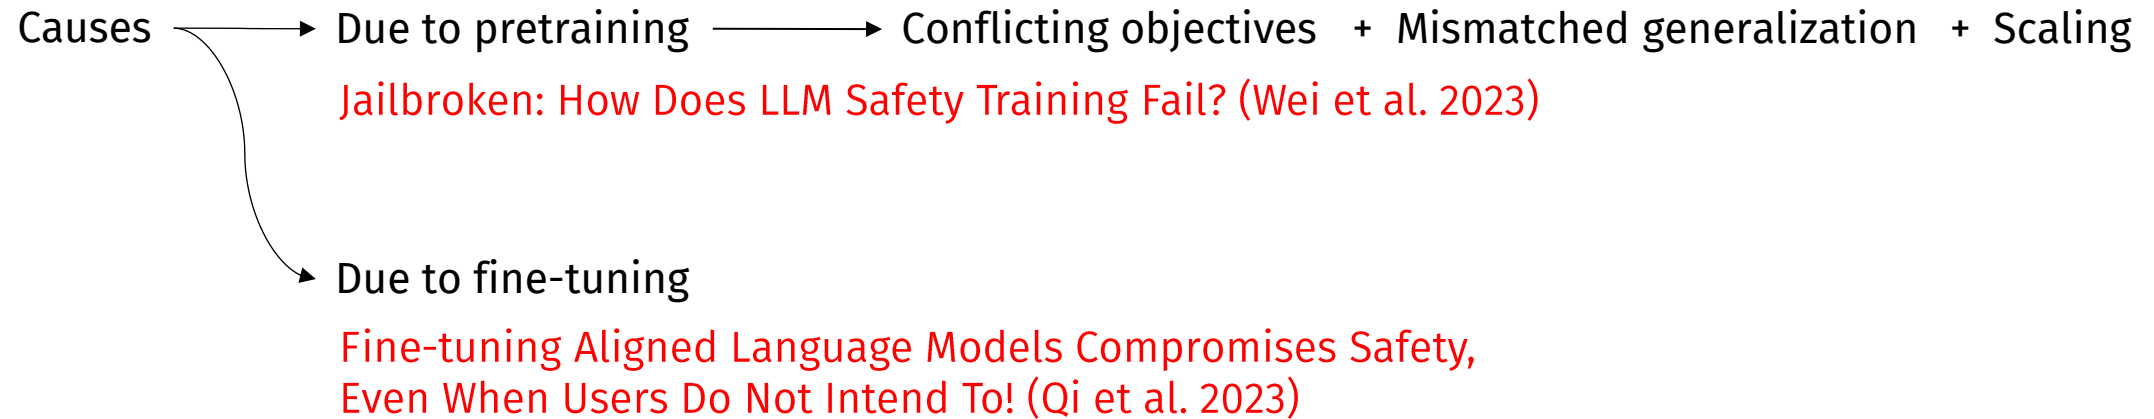 Causes Due to pretraining Conflicting objectives + Mismatched generalization + Scaling
Jailbroken: How Does LLM Safety Training Fail? (Wei et al. 2023)
Due to fine-tuning
Fine-tuning Aligned Language Models Compromises Safety,
Even When Users Do Not Intend To! (Qi et al. 2023)